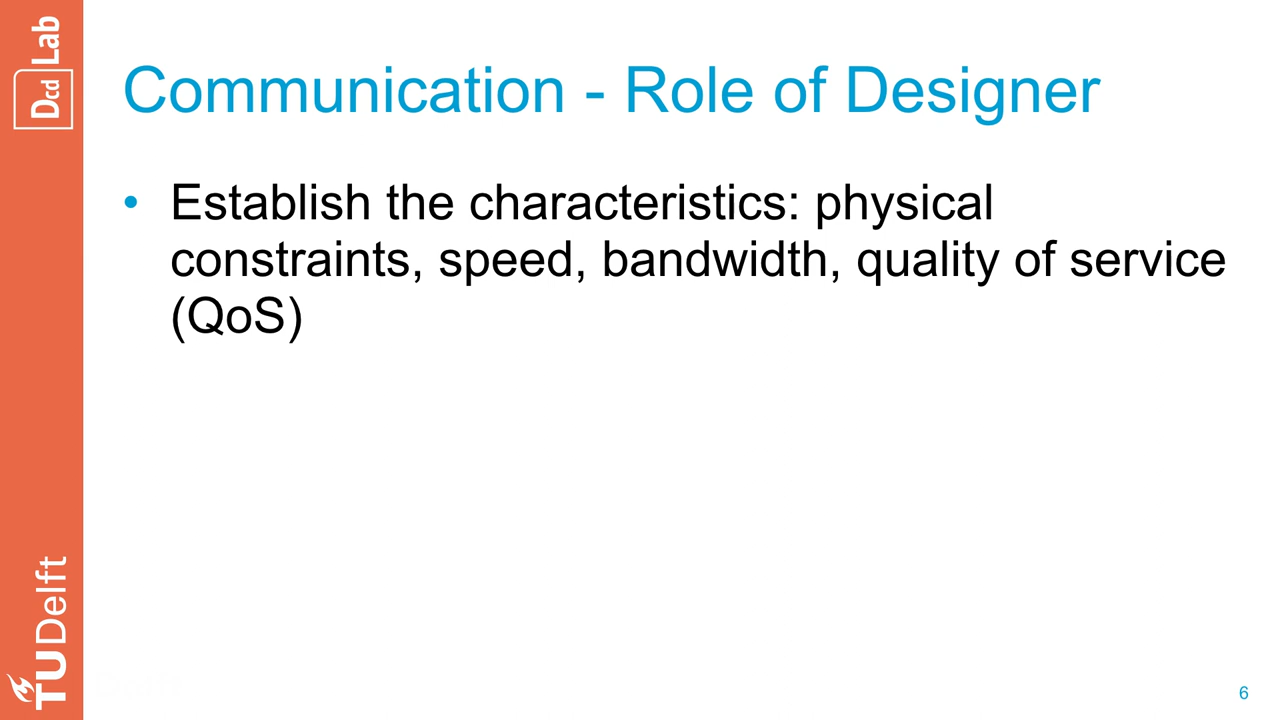 Dcd Lab
Communication - Role of Designer
• Establish the characteristics: physical
constraints, speed, bandwidth, quality of service
(QoS)
TUDelft
6